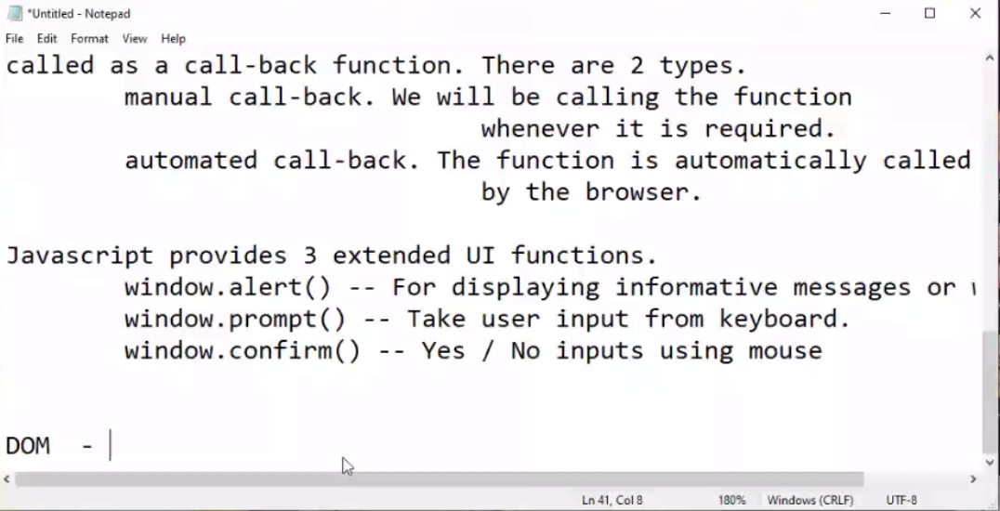 *Untitled - Notepad
File Edit Format View Help
called as a call-back function. There are 2 types.
manual call-back. We will be calling the function
whenever it is required.
automated call-back. The function is automatically called
by the browser.
Javascript provides 3 extended UI functions.
window.alert() -- For displaying informative messages or
window.prompt() -- Take user input from keyboard.
window.confirm() -- Yes / No inputs using mouse
DOM -
Ln 41, Col 8 180% Windows (CRLF) UTF-8